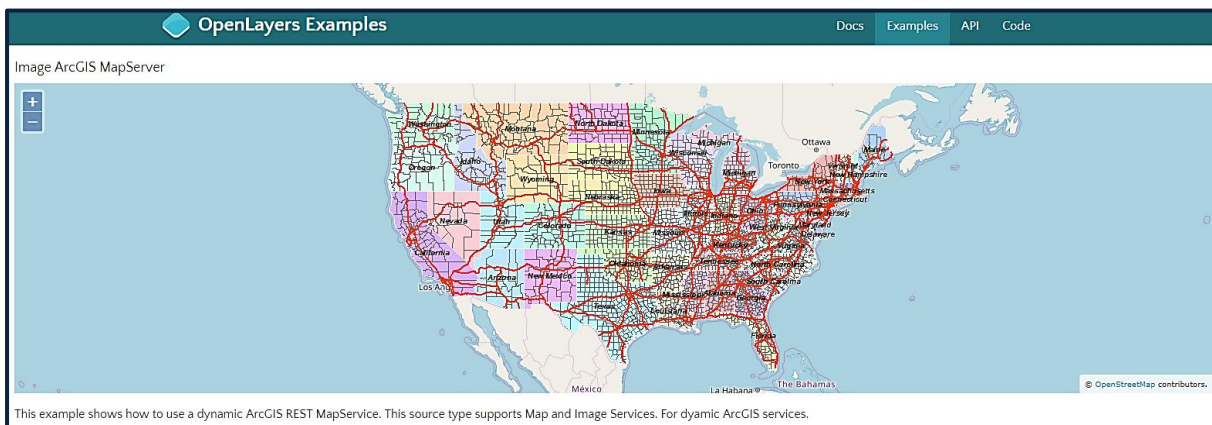 OpenLayers Examples
Docs Examples API Code
Image ArcGIS MapServer
+
−
Washington
Montana
North Dakota
Minnesota
Michigan
Ottawa
Maine
Oregon
Idaho
South Dakota
Michigan
Toronto
Vermont
New Hampshire
Wyoming
New York
Massachusetts
Connecticut
Nebraska
Iowa
Pennsylvania
New Jersey
Nevada
Utah
Colorado
Kansas
Missouri
Illinois
Indiana
Ohio
West Virginia
Maryland
Delaware
California
Kentucky
Virginia
Los Ang
Arizona
New Mexico
Oklahoma
Arkansas
Tennessee
North Carolina
South Carolina
Texas
Louisiana
Mississippi
Alabama
Georgia
Florida
México
La Habana
The Bahamas
© OpenStreetMap contributors.
This example shows how to use a dynamic ArcGIS REST MapService. This source type supports Map and Image Services. For dyamic ArcGIS services.